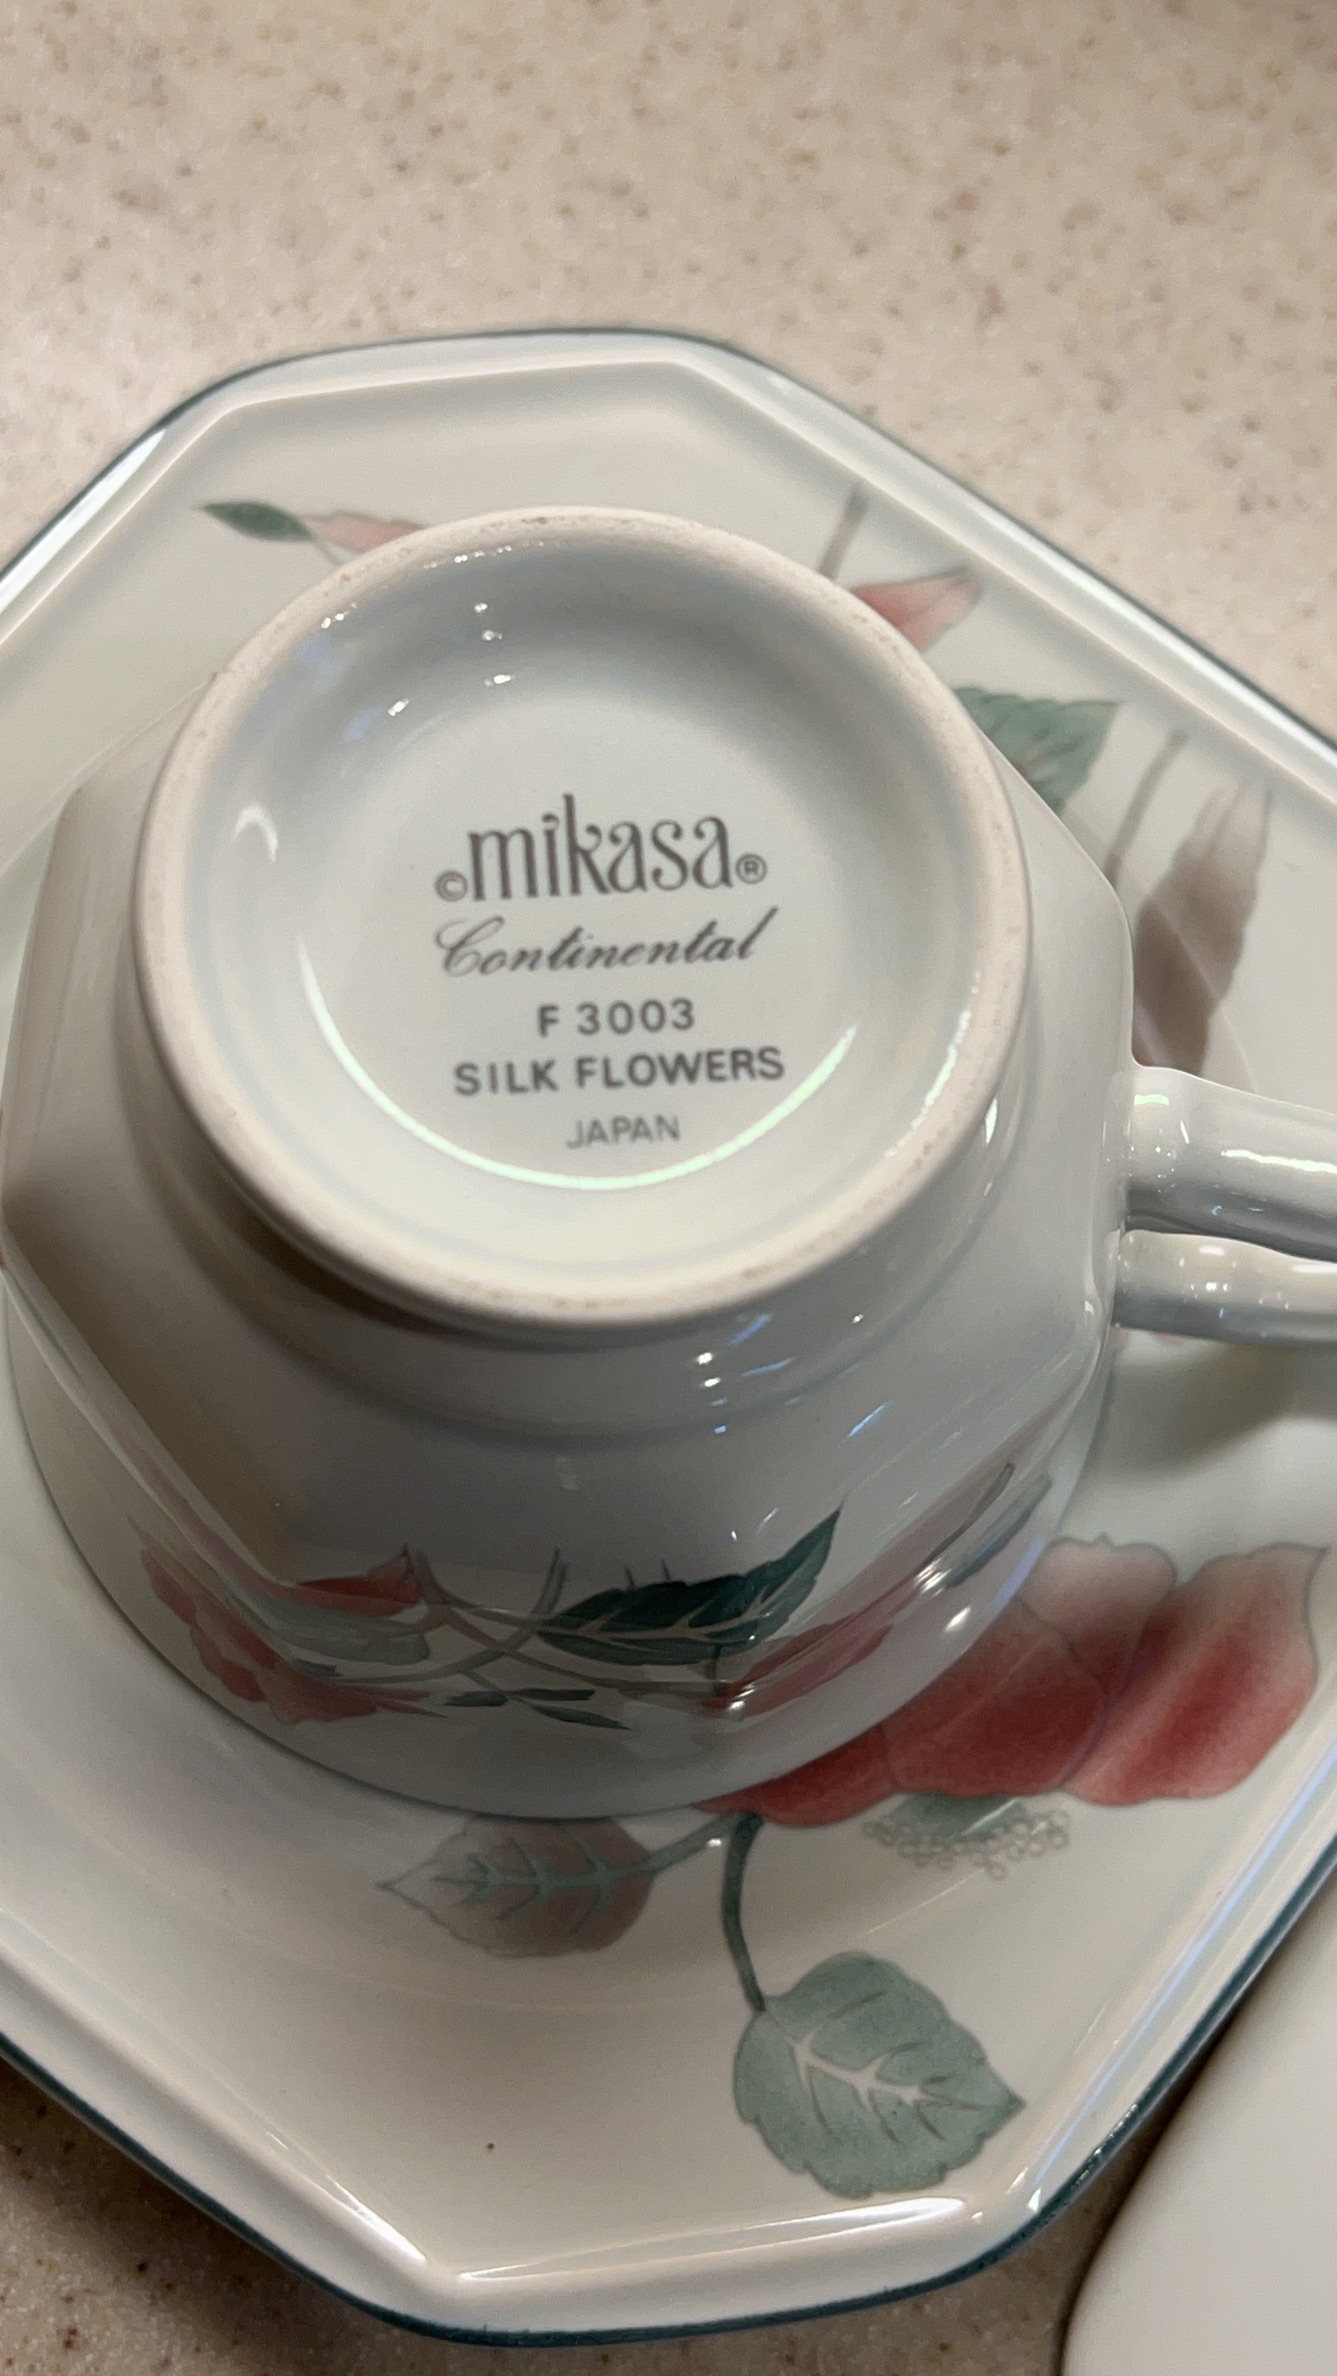 ©mikasa®
Continental
F 3003
SILK FLOWERS
JAPAN